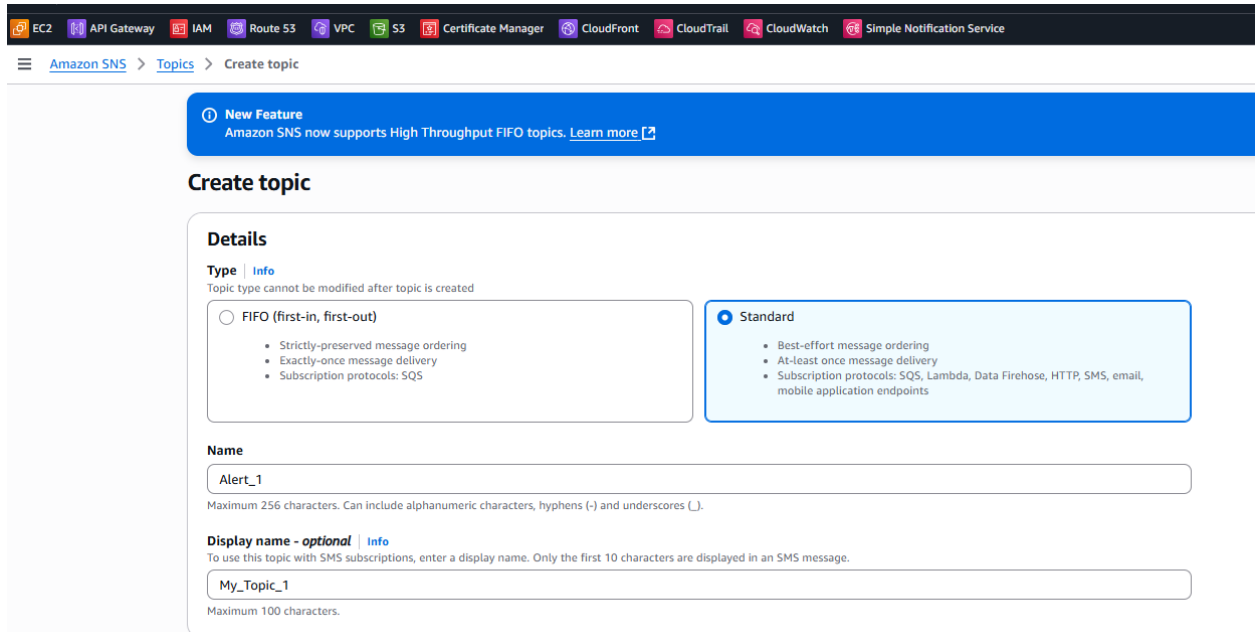 EC2 API Gateway IAM Route 53 VPC S3 Certificate Manager CloudFront CloudTrail CloudWatch Simple Notification Service
Amazon SNS > Topics > Create topic
New Feature
Amazon SNS now supports High Throughput FIFO topics. Learn more
Create topic
Details
Type Info
Topic type cannot be modified after topic is created
FIFO (first-in, first-out)
• Strictly-preserved message ordering
• Exactly-once message delivery
• Subscription protocols: SQS
Standard
• Best-effort message ordering
• At-least once message delivery
• Subscription protocols: SQS, Lambda, Data Firehose, HTTP, SMS, email,
mobile application endpoints
Name
Alert_1
Maximum 256 characters. Can include alphanumeric characters, hyphens (-) and underscores (_).
Display name - optional Info
To use this topic with SMS subscriptions, enter a display name. Only the first 10 characters are displayed in an SMS message.
My_Topic_1
Maximum 100 characters.